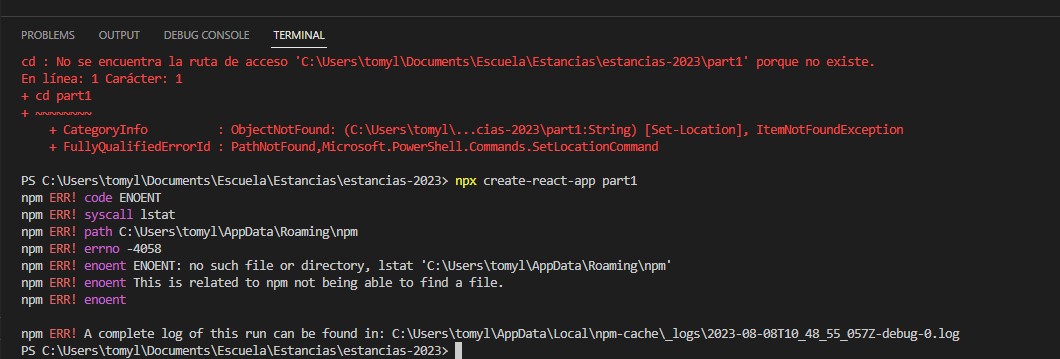 PROBLEMS OUTPUT DEBUG CONSOLE TERMINAL
cd : No se encuentra la ruta de acceso 'C:\Users\tomyl\Documents\Escuela\Estancias\estancias-2023\part1' porque no existe.
En línea: 1 Carácter: 1
+ cd part1
+ ~~~~~~~~
    + CategoryInfo          : ObjectNotFound: (C:\Users\tomyl\...cias-2023\part1:String) [Set-Location], ItemNotFoundException
    + FullyQualifiedErrorId : PathNotFound,Microsoft.PowerShell.Commands.SetLocationCommand
PS C:\Users\tomyl\Documents\Escuela\Estancias\estancias-2023> npx create-react-app part1
npm ERR! code ENOENT
npm ERR! syscall lstat
npm ERR! path C:\Users\tomyl\AppData\Roaming\npm
npm ERR! errno -4058
npm ERR! enoent ENOENT: no such file or directory, lstat 'C:\Users\tomyl\AppData\Roaming\npm'
npm ERR! enoent This is related to npm not being able to find a file.
npm ERR! enoent
npm ERR! A complete log of this run can be found in: C:\Users\tomyl\AppData\Local\npm-cache\_logs\2023-08-08T10_48_55_057Z-debug-0.log
PS C:\Users\tomyl\Documents\Escuela\Estancias\estancias-2023>